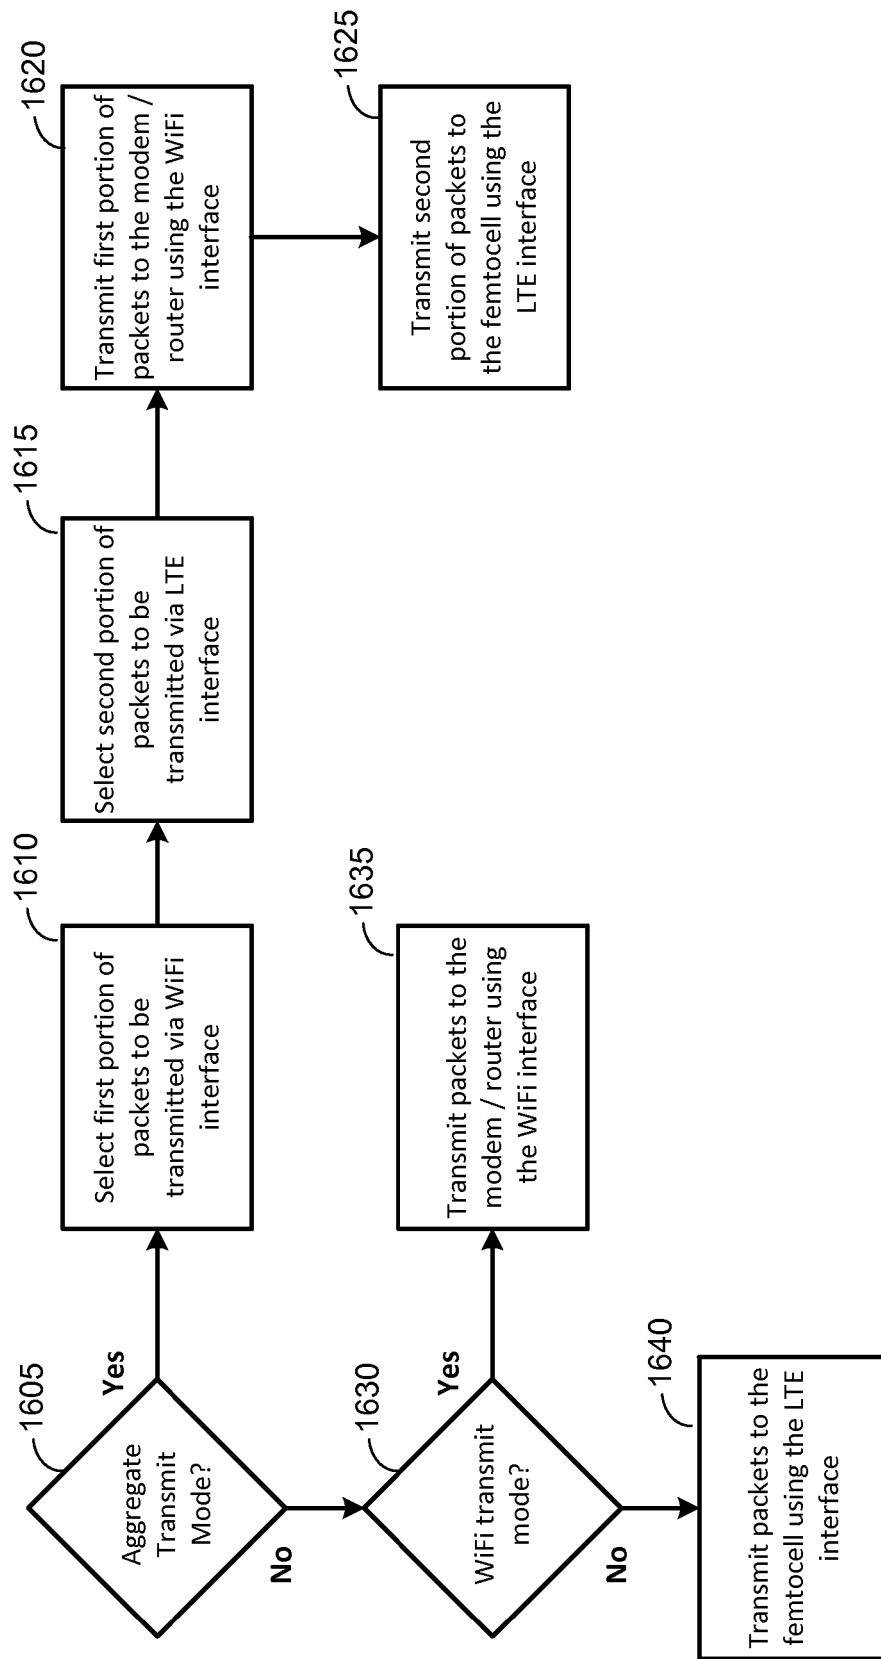 1605
Aggregate
Transmit
Mode?
Yes
No
1610
Select first portion of
packets to be
transmitted via WiFi
interface
1615
Select second portion of
packets to be
transmitted via LTE
interface
1620
Transmit first portion of
packets to the modem /
router using the WiFi
interface
1625
Transmit second
portion of packets to
the femtocell using the
LTE interface
1630
WiFi transmit
mode?
Yes
No
1635
Transmit packets to the
modem / router using
the WiFi interface
1640
Transmit packets to the
femtocell using the LTE
interface